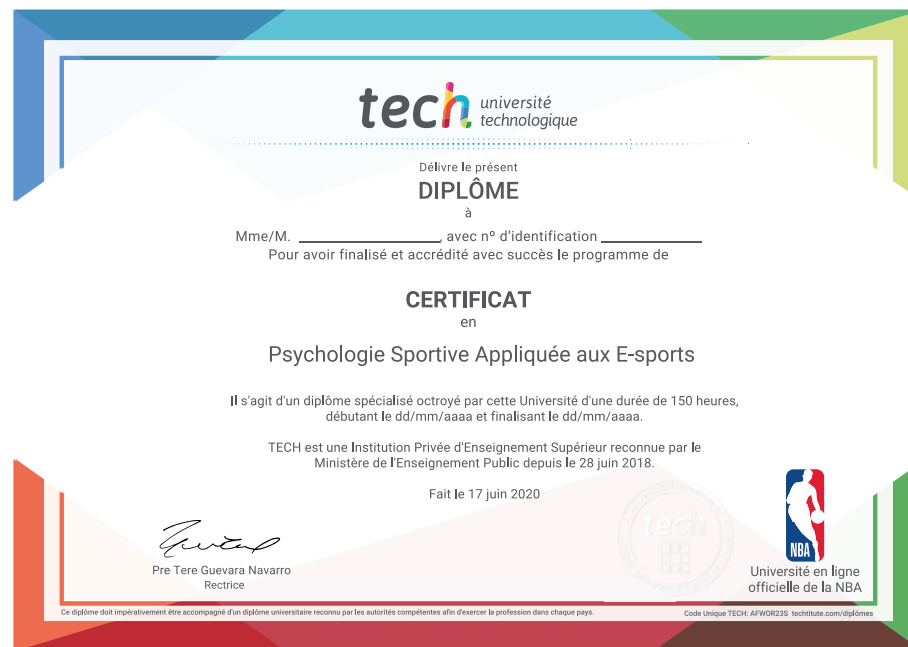 tech université
technologique
Délivre le présent
DIPLÔME
à
Mme/M. ____________________, avec nº d'identification ______________
Pour avoir finalisé et accrédité avec succès le programme de
CERTIFICAT
en
Psychologie Sportive Appliquée aux E-sports
Il s'agit d'un diplôme spécialisé octroyé par cette Université d'une durée de 150 heures,
débutant le dd/mm/aaaa et finalisant le dd/mm/aaaa.
TECH est une Institution Privée d'Enseignement Supérieur reconnue par le
Ministère de l'Enseignement Public depuis le 28 juin 2018.
Fait le 17 juin 2020
tech
NBA
Pre Tere Guevara Navarro
Rectrice
Université en ligne
officielle de la NBA
Ce diplôme doit impérativement être accompagné d'un diplôme universitaire reconnu par les autorités compétentes afin d'exercer la profession dans chaque pays.
Code Unique TECH: AFWOR23S techtitute.com/diplômes